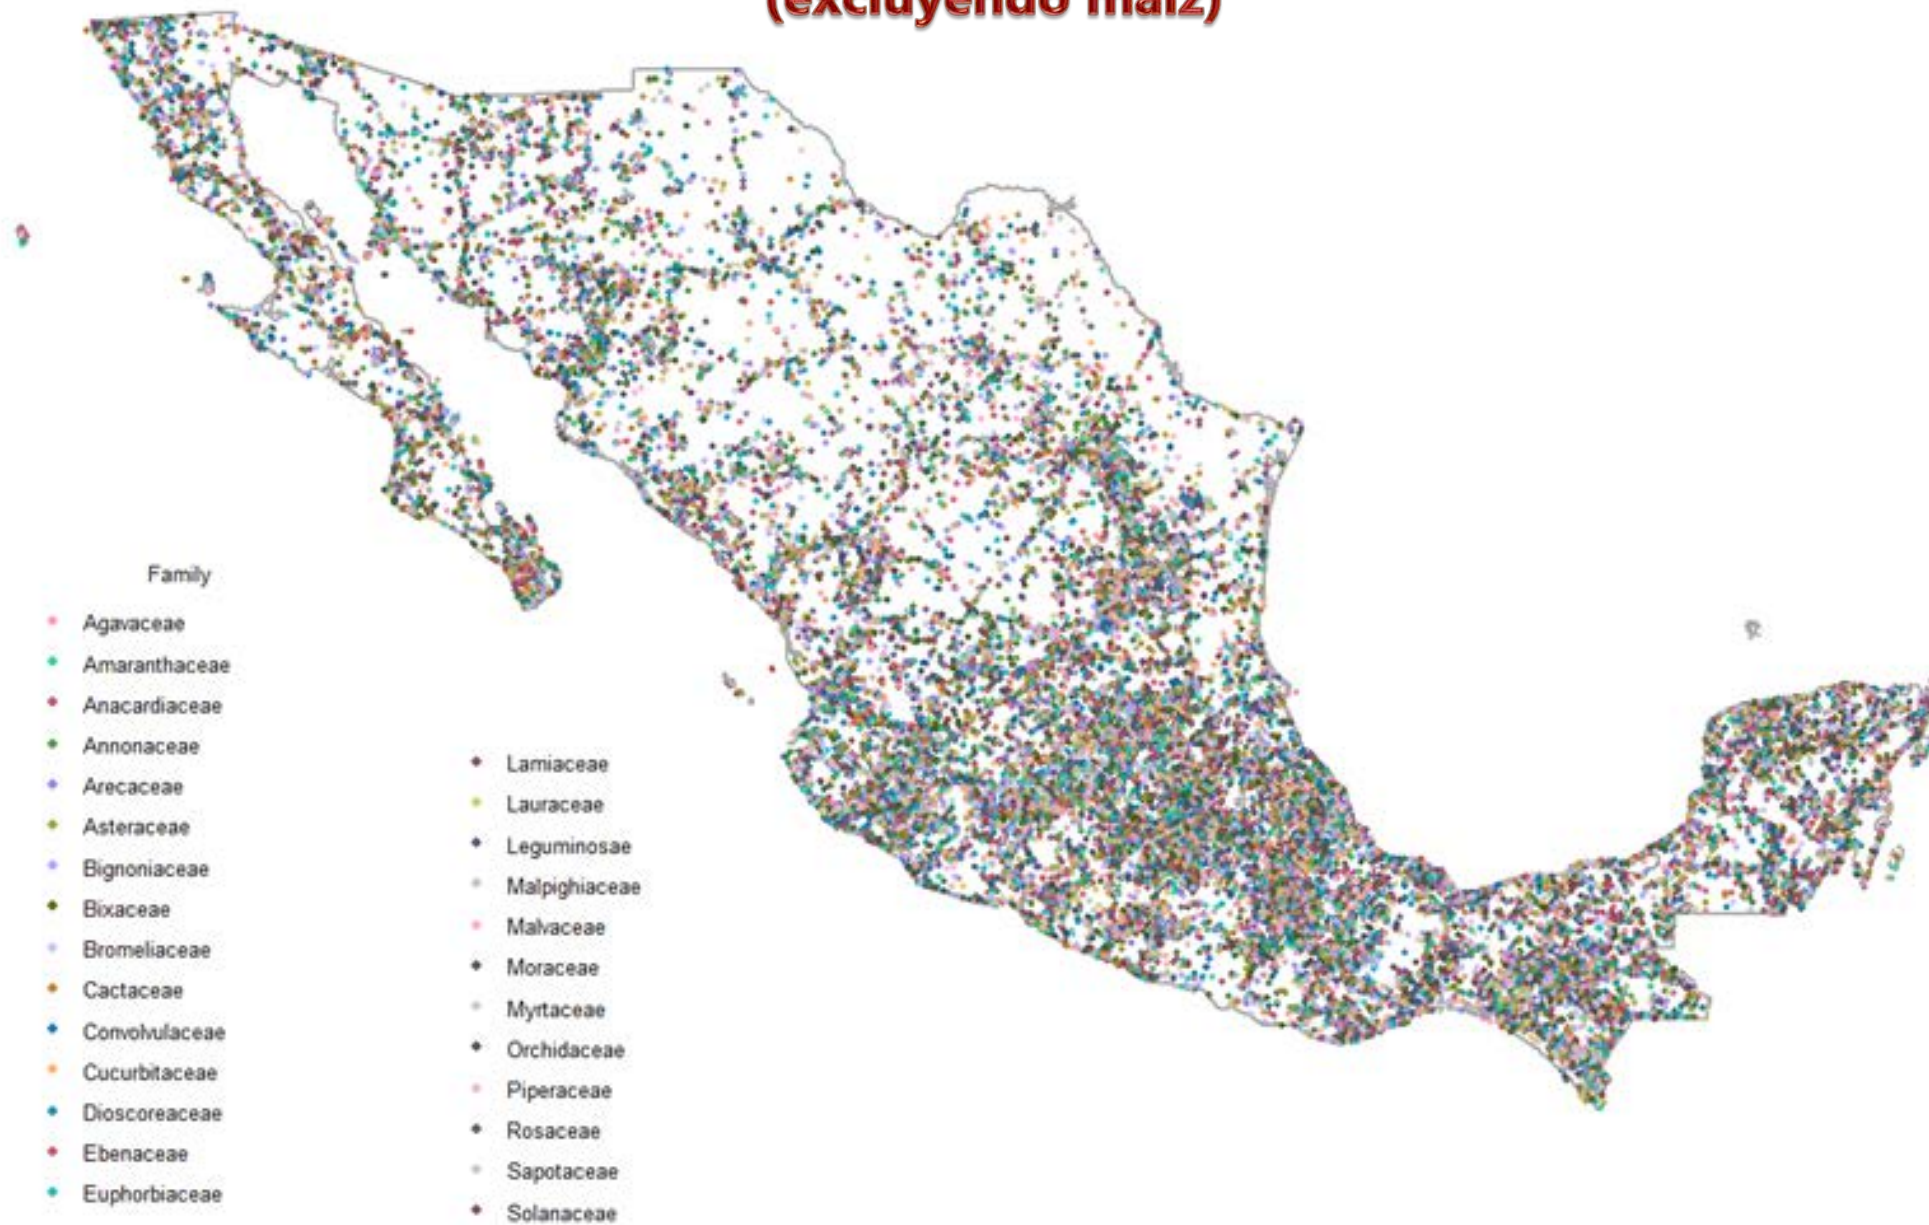 (excluyendo maíz)
Family
Agavaceae
Amaranthaceae
Anacardiaceae
Annonaceae
Arecaceae
Asteraceae
Bignoniaceae
Bixaceae
Bromeliaceae
Cactaceae
Convolvulaceae
Cucurbitaceae
Dioscoreaceae
Ebenaceae
Euphorbiaceae
Lamiaceae
Lauraceae
Leguminosae
Malpighiaceae
Malvaceae
Moraceae
Myrtaceae
Orchidaceae
Piperaceae
Rosaceae
Sapotaceae
Solanaceae